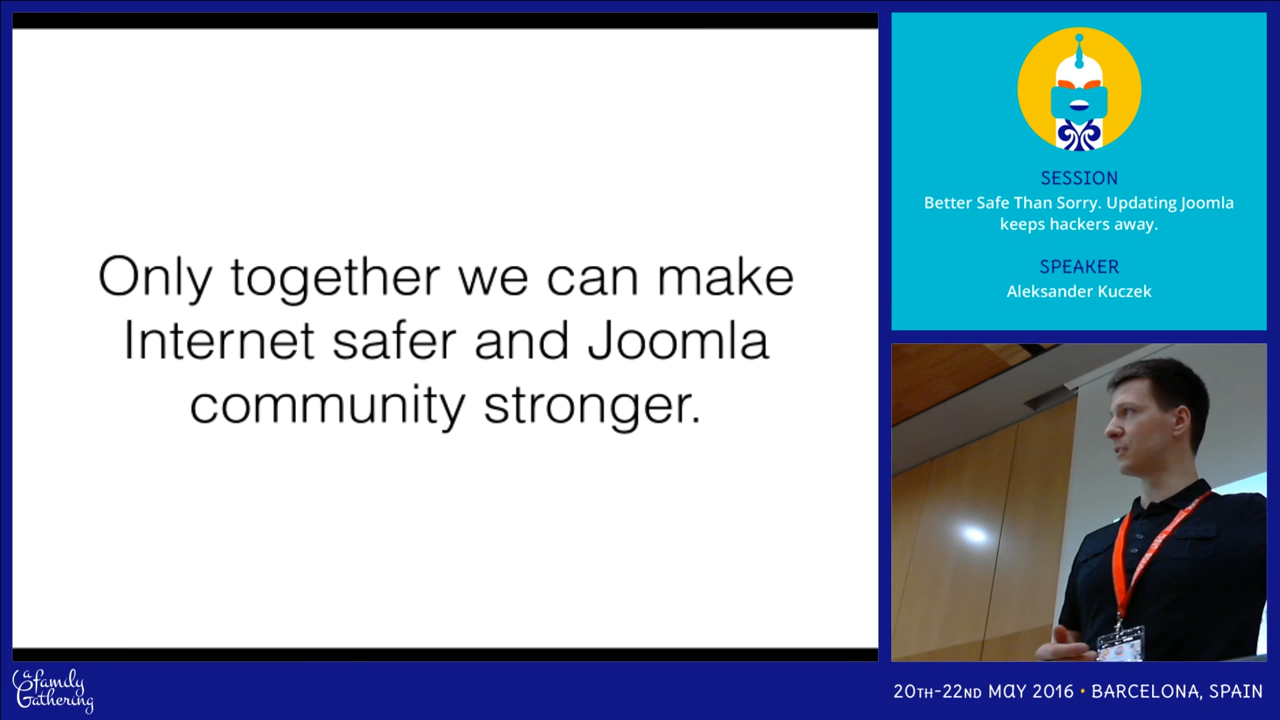 Only together we can make
Internet safer and Joomla
community stronger.
SESSION
Better Safe Than Sorry. Updating Joomla
keeps hackers away.
SPEAKER
Aleksander Kuczek
a family
Gathering
20TH-22ND MAY 2016 • BARCELONA, SPAIN